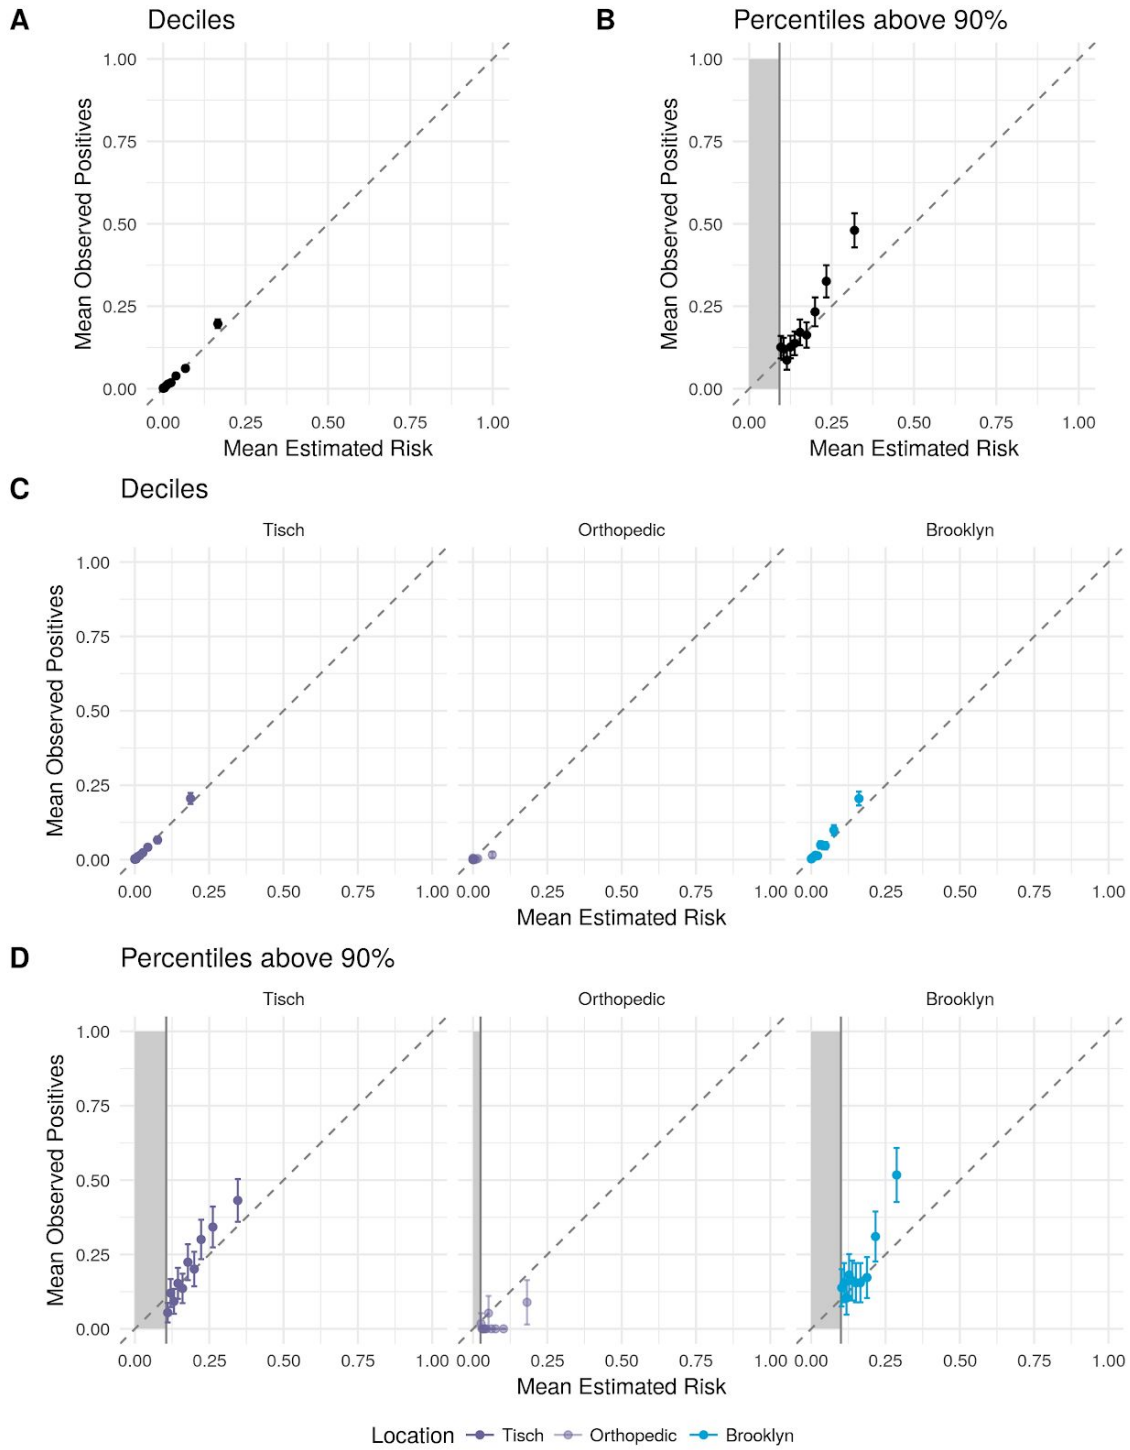 A Deciles
B Percentiles above 90%
Mean Observed Positives
1.00
0.75
0.50
0.25
0.00
0.00 0.25 0.50 0.75 1.00
Mean Estimated Risk
Mean Observed Positives
1.00
0.75
0.50
0.25
0.00
0.00 0.25 0.50 0.75 1.00
Mean Estimated Risk
C Deciles
Tisch Orthopedic Brooklyn
Mean Observed Positives
1.00
0.75
0.50
0.25
0.00
0.00 0.25 0.50 0.75 1.00 0.00 0.25 0.50 0.75 1.00 0.00 0.25 0.50 0.75 1.00
Mean Estimated Risk
D Percentiles above 90%
Tisch Orthopedic Brooklyn
Mean Observed Positives
1.00
0.75
0.50
0.25
0.00
0.00 0.25 0.50 0.75 1.00 0.00 0.25 0.50 0.75 1.00 0.00 0.25 0.50 0.75 1.00
Mean Estimated Risk
Location Tisch Orthopedic Brooklyn